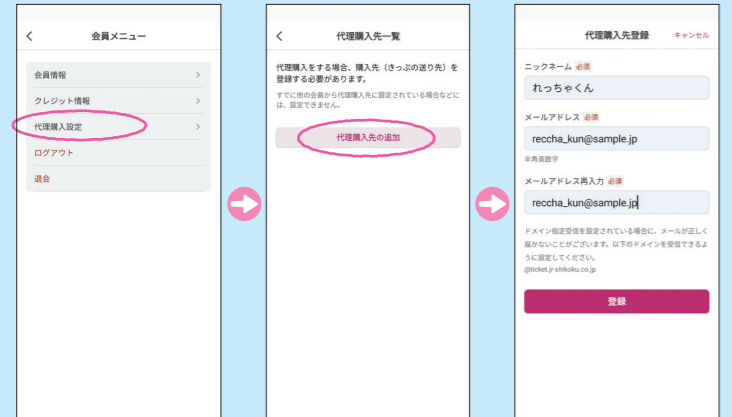 会員メニュー
会員情報
クレジット情報
代理購入設定
ログアウト
退会
代理購入先一覧
代理購入をする場合、購入先（きっぷの送り先）を
登録する必要があります。
すでに他の会員から代理購入先に設定されている場合などに
は、設定できません。
代理購入先の追加
代理購入先登録
キャンセル
ニックネーム 必須
れっちゃくん
メールアドレス 必須
reccha_kun@sample.jp
半角英数字
メールアドレス再入力 必須
reccha_kun@sample.jp
ドメイン指定受信を設定されている場合に、メールが正しく
届かないことがございます。以下のドメインを受信できるよ
うに設定してください。
@ticket.jr-shikoku.co.jp
登録